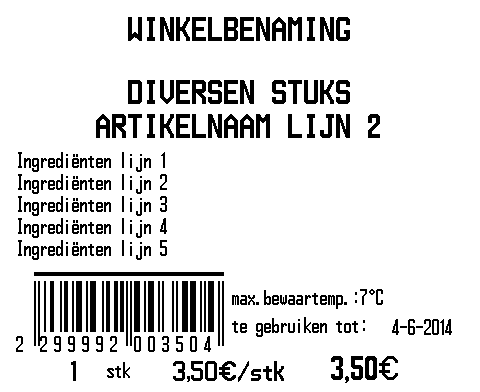 WINKELBENAMING
DIVERSEN STUKS
ARTIKELNAAM LIJN 2
Ingrediënten lijn 1
Ingrediënten lijn 2
Ingrediënten lijn 3
Ingrediënten lijn 4
Ingrediënten lijn 5
max.bewaartemp.:7°C
te gebruiken tot: 4-6-2014
2 299992 003504
1 stk 3,50€/stk 3,50€